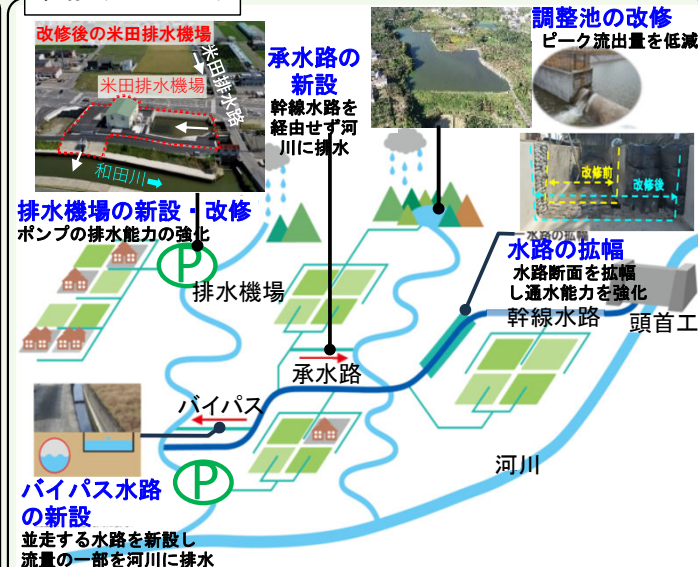 改修後の米田排水機場
米田排水路
米田排水機場
和田川
排水機場の新設・改修
ポンプの排水能力の強化
承水路の
新設
幹線水路を
経由せず河
川に排水
調整池の改修
ピーク流出量を低減
改修前
改修後
水路の拡幅
水路の拡幅
水路断面を拡幅
し通水能力を強化
幹線水路
頭首工
P
排水機場
承水路
バイパス
P
河川
バイパス水路
の新設
並走する水路を新設し
流量の一部を河川に排水